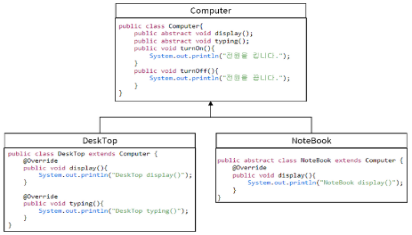 Computer
public class Computer{
public abstract void display();
public abstract void typing();
public void turnOn(){
System.out.println("전원을 켭니다.");
}
public void turnOff(){
System.out.println("전원을 끕니다.");
}
}
DeskTop
public class DeskTop extends Computer {
@Override
public void display(){
System.out.println("DeskTop display()");
}
@Override
public void typing(){
System.out.println("DeskTop typing()");
}
}
NoteBook
public abstract class NoteBook extends Computer {
@Override
public void display(){
System.out.println("NoteBook display()");
}
}